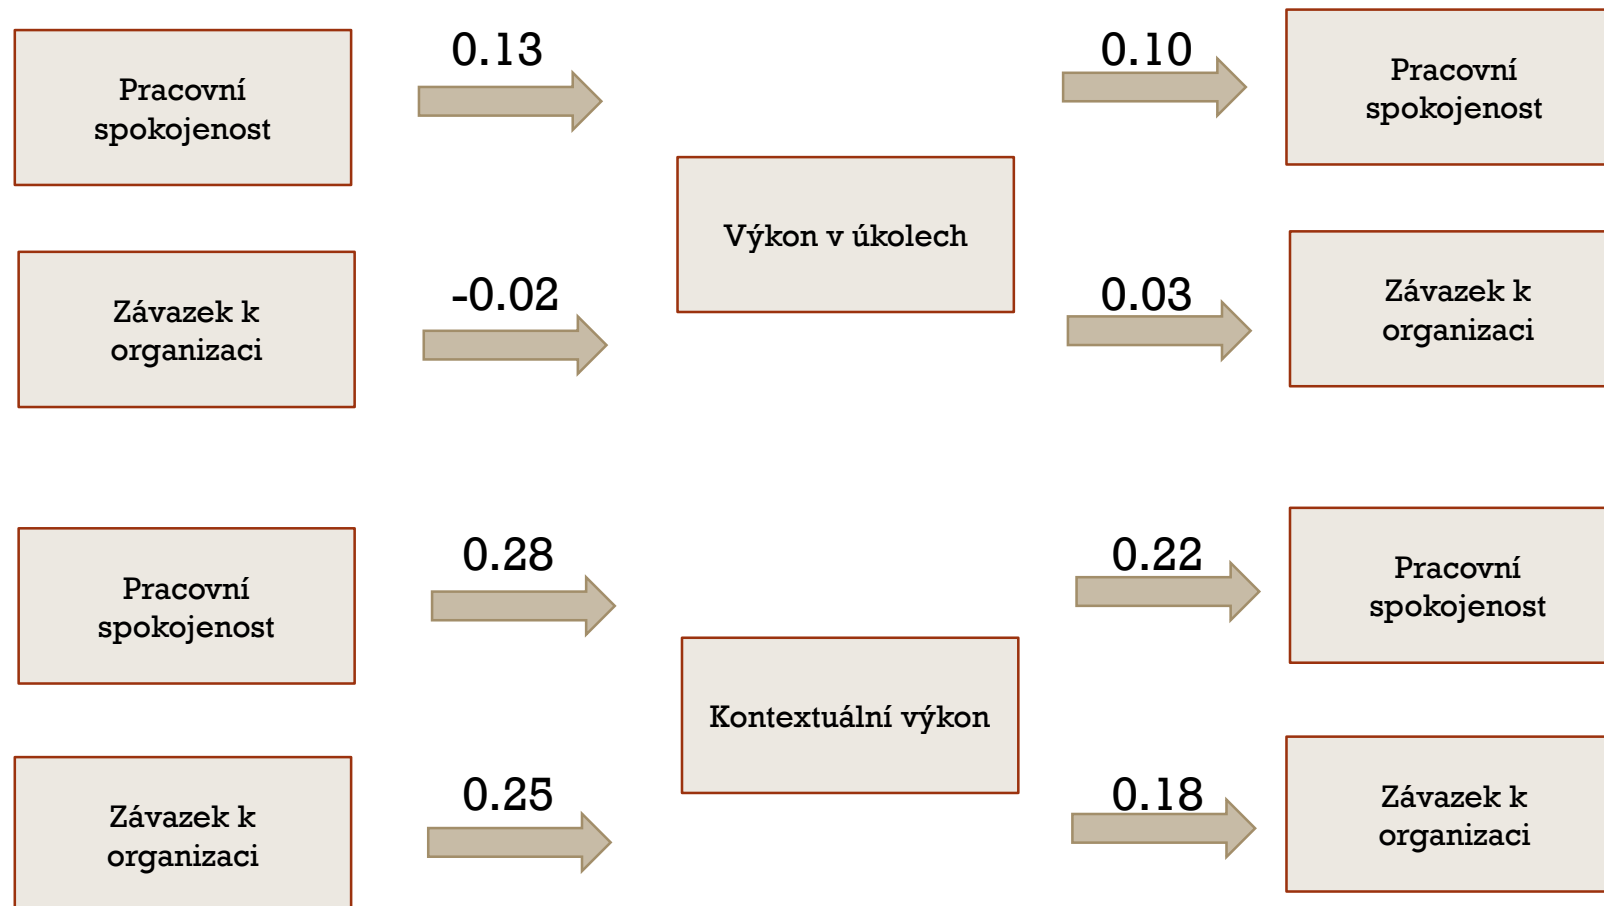 0.13
0.10
Pracovní
spokojenost
Pracovní
spokojenost
Výkon v úkolech
Závazek k
organizaci
-0.02
0.03
Závazek k
organizaci
Pracovní
spokojenost
0.28
0.22
Pracovní
spokojenost
Kontextuální výkon
Závazek k
organizaci
0.25
0.18
Závazek k
organizaci